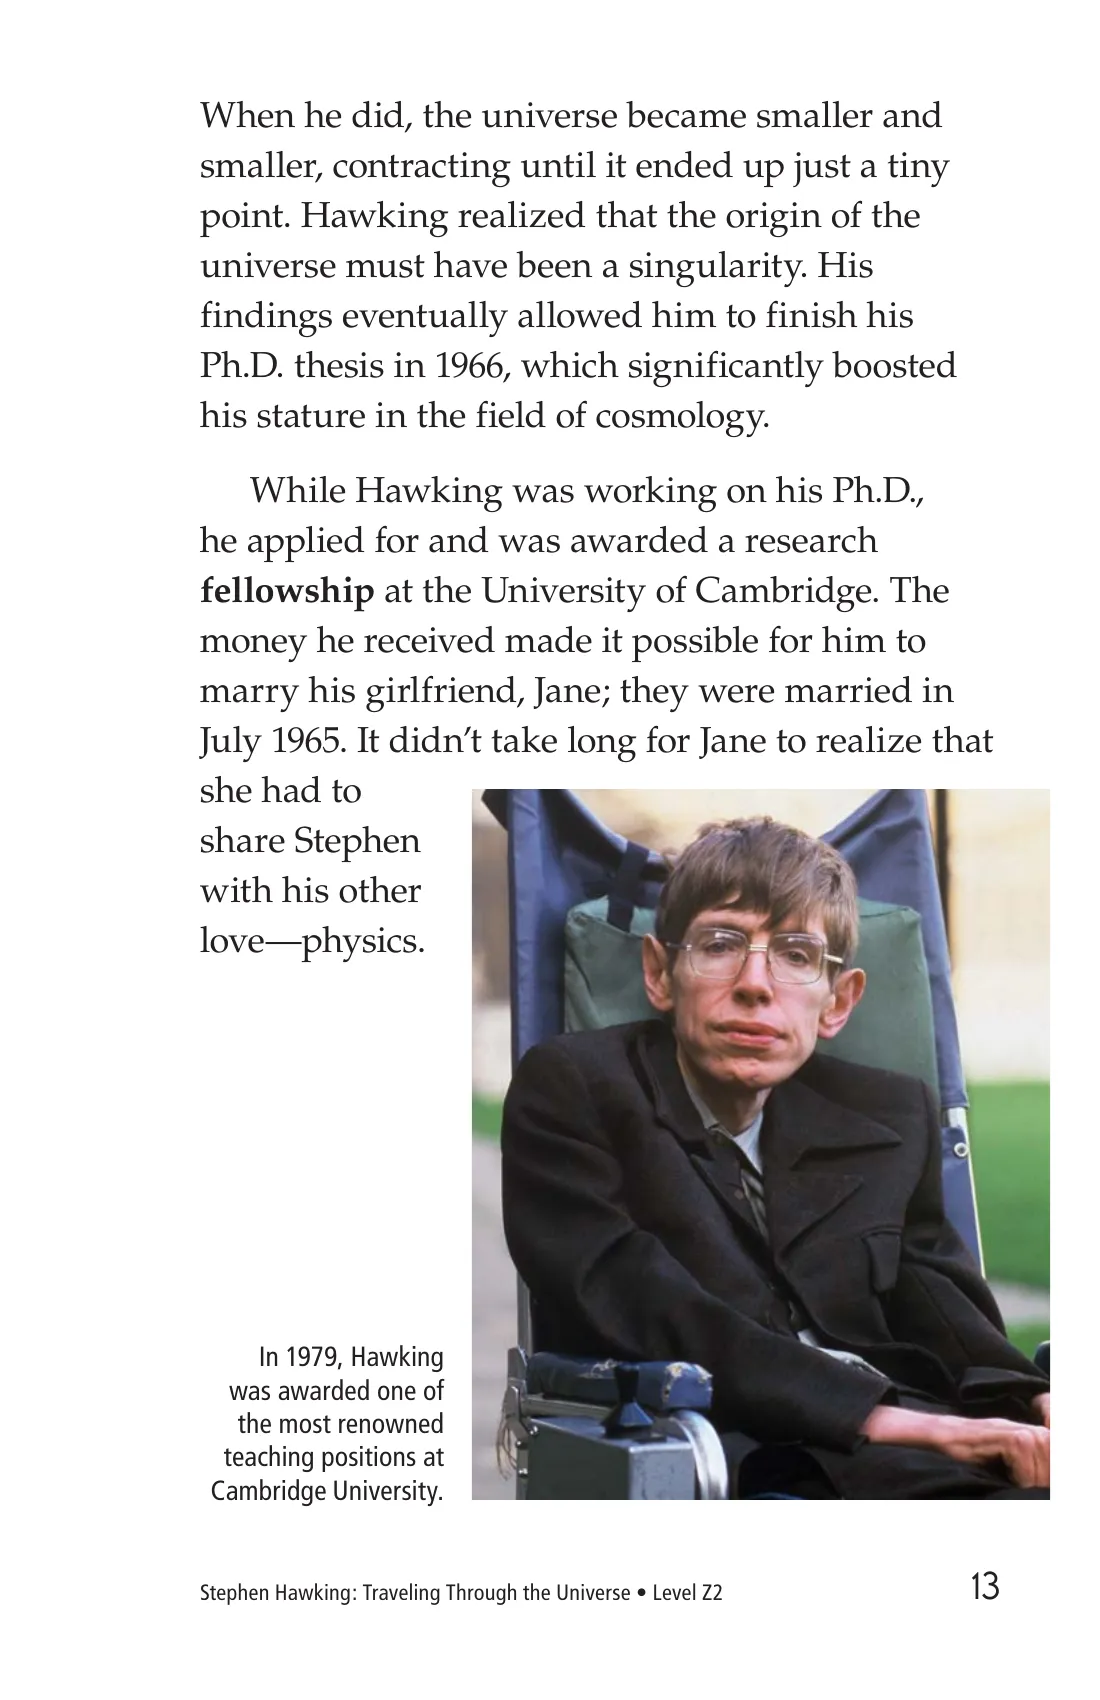 When he did, the universe became smaller and
smaller, contracting until it ended up just a tiny
point. Hawking realized that the origin of the
universe must have been a singularity. His
findings eventually allowed him to finish his
Ph.D. thesis in 1966, which significantly boosted
his stature in the field of cosmology.
While Hawking was working on his Ph.D.,
he applied for and was awarded a research
fellowship at the University of Cambridge. The
money he received made it possible for him to
marry his girlfriend, Jane; they were married in
July 1965. It didn’t take long for Jane to realize that
she had to
share Stephen
with his other
love—physics.
In 1979, Hawking
was awarded one of
the most renowned
teaching positions at
Cambridge University.
Stephen Hawking: Traveling Through the Universe • Level Z2
13